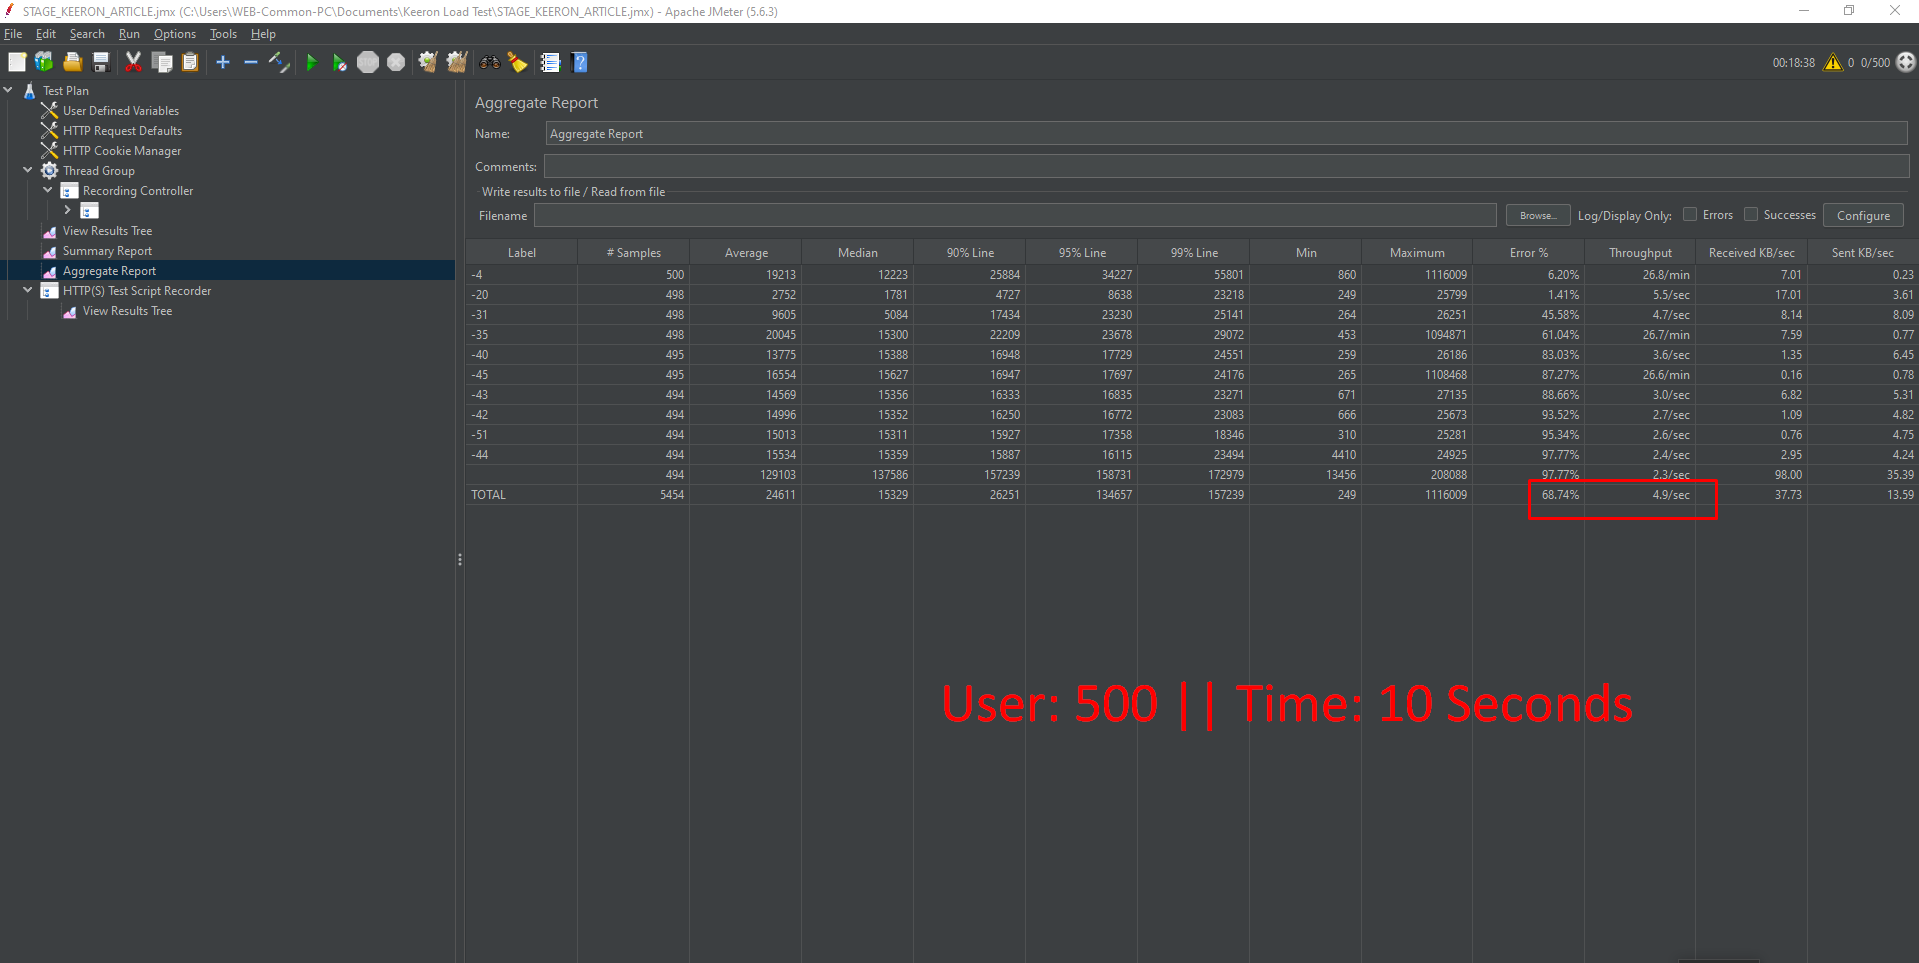 STAGE_KEERON_ARTICLE.jmx (C:\Users\WEB-Common-PC\Documents\Keeron Load Test\STAGE_KEERON_ARTICLE.jmx) - Apache JMeter (5.6.3)
File Edit Search Run Options Tools Help
00:18:38 0 0/500
Test Plan
User Defined Variables
HTTP Request Defaults
HTTP Cookie Manager
Thread Group
Recording Controller
View Results Tree
Summary Report
Aggregate Report
HTTP(S) Test Script Recorder
View Results Tree
Aggregate Report
Name: Aggregate Report
Comments:
Write results to file / Read from file
Filename Browse... Log/Display Only: Errors Successes Configure
Label # Samples Average Median 90% Line 95% Line 99% Line Min Maximum Error % Throughput Received KB/sec Sent KB/sec
-4 500 19213 12223 25884 34227 55801 860 1116009 6.20% 26.8/min 7.01 0.23
-20 498 2752 1781 4727 8638 23218 249 25799 1.41% 5.5/sec 17.01 3.61
-31 498 9605 5084 17434 23230 25141 264 26251 45.58% 4.7/sec 8.14 8.09
-35 498 20045 15300 22209 23678 29072 453 1094871 61.04% 26.7/min 7.59 0.77
-40 495 13775 15388 16948 17729 24551 259 26186 83.03% 3.6/sec 1.35 6.45
-45 495 16554 15627 16947 17697 24176 265 1108468 87.27% 26.6/min 0.16 0.78
-43 494 14569 15356 16333 16835 23271 671 27135 88.66% 3.0/sec 6.82 5.31
-42 494 14996 15352 16250 16772 23083 666 25673 93.52% 2.7/sec 1.09 4.82
-51 494 15013 15311 15927 17358 18346 310 25281 95.34% 2.6/sec 0.76 4.75
-44 494 15534 15359 15887 16115 23494 4410 24925 97.77% 2.4/sec 2.95 4.24
494 129103 137586 157239 158731 172979 13456 208088 97.77% 2.3/sec 98.00 35.39
TOTAL 5454 24611 15329 26251 134657 157239 249 1116009 68.74% 4.9/sec 37.73 13.59
User: 500 || Time: 10 Seconds